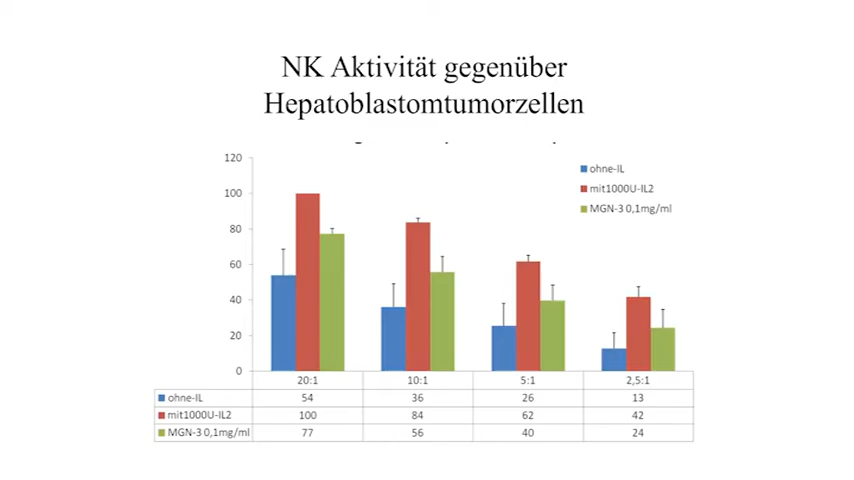 NK Aktivität gegenüber
Hepatoblastomtumorzellen
120
100
80
60
40
20
0
ohne-IL
mit1000U-IL2
MGN-3 0,1mg/ml
20:1 10:1 5:1 2,5:1
ohne-IL 54 36 26 13
mit1000U-IL2 100 84 62 42
MGN-3 0,1mg/ml 77 56 40 24